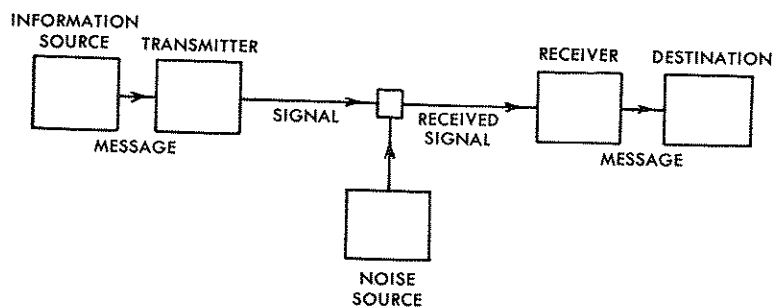 INFORMATION
SOURCE
TRANSMITTER
RECEIVER
DESTINATION
SIGNAL
RECEIVED
SIGNAL
MESSAGE
MESSAGE
NOISE
SOURCE